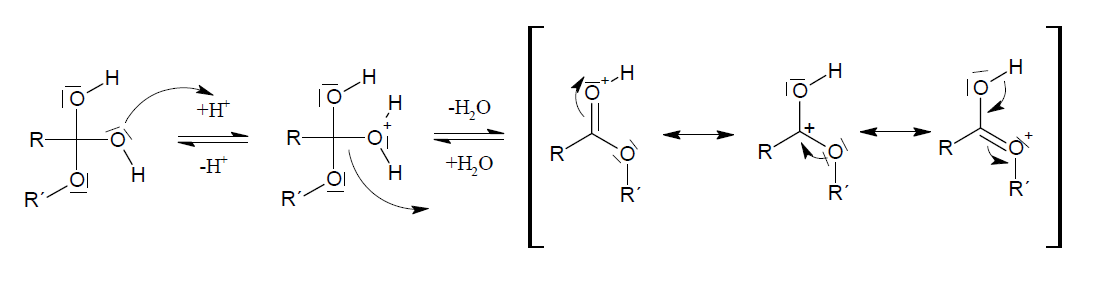 O H
R O
H
R´ O
+H⁺
-H⁺
O H
H
R O +
H
R´ O
-H₂O
+H₂O
O + H
R O
R´
O H
+
R O
R´
O H
R O +
R´